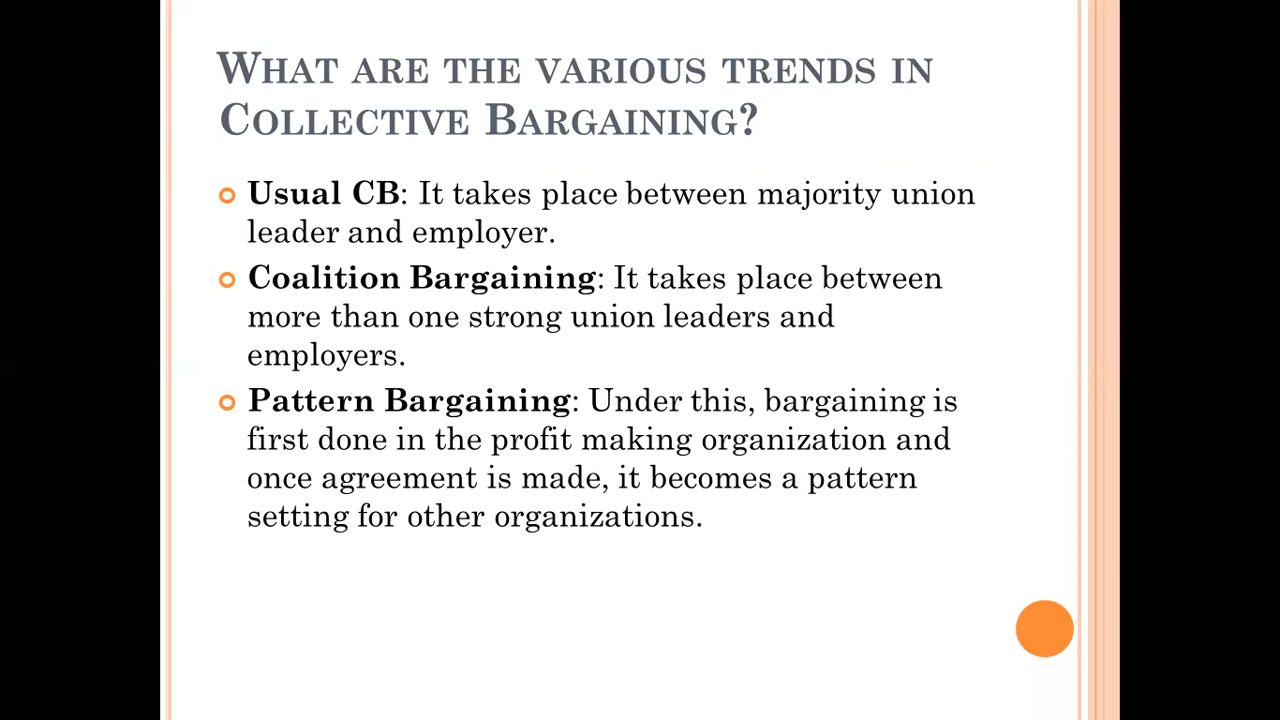 What are the various trends in
Collective Bargaining?
Usual CB: It takes place between majority union
leader and employer.
Coalition Bargaining: It takes place between
more than one strong union leaders and
employers.
Pattern Bargaining: Under this, bargaining is
first done in the profit making organization and
once agreement is made, it becomes a pattern
setting for other organizations.